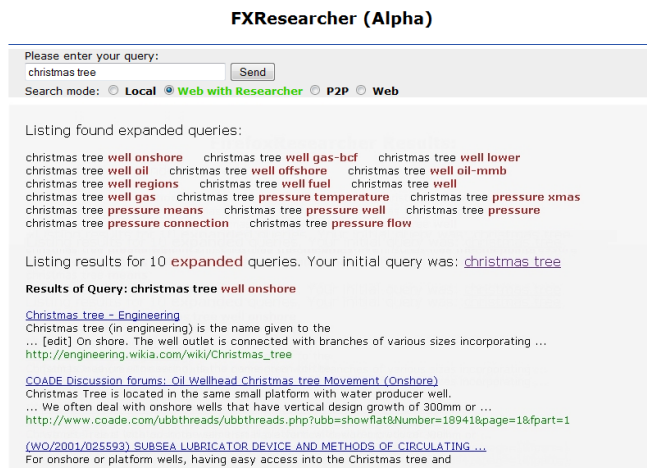 FXResearcher (Alpha)
Please enter your query:
christmas tree Send
Search mode: Local Web with Researcher P2P Web
Listing found expanded queries:
christmas tree well onshore christmas tree well gas-bcf christmas tree well lower
christmas tree well oil christmas tree well offshore christmas tree well oil-mmb
christmas tree well regions christmas tree well fuel christmas tree well
christmas tree well gas christmas tree pressure temperature christmas tree pressure xmas
christmas tree pressure means christmas tree pressure well christmas tree pressure
christmas tree pressure connection christmas tree pressure flow
Listing results for 10 expanded queries. Your initial query was: christmas tree
Results of Query: christmas tree well onshore
Christmas tree - Engineering
Christmas tree (in engineering) is the name given to the
... [edit] On shore. The well outlet is connected with branches of various sizes incorporating ...
http://engineering.wikia.com/wiki/Christmas_tree
COADE Discussion forums: Oil Wellhead Christmas tree Movement (Onshore)
Christmas Tree is located in the same small platform with water producer well.
... We often deal with onshore wells that have vertical design growth of 300mm or ...
http://www.coade.com/ubbthreads/ubbthreads.php?ubb=showflat&Number=18941&page=1&fpart=1
(WO/2001/025593) SUBSEA LUBRICATOR DEVICE AND METHODS OF CIRCULATING ...
For onshore or platform wells, having easy access into the Christmas tree and